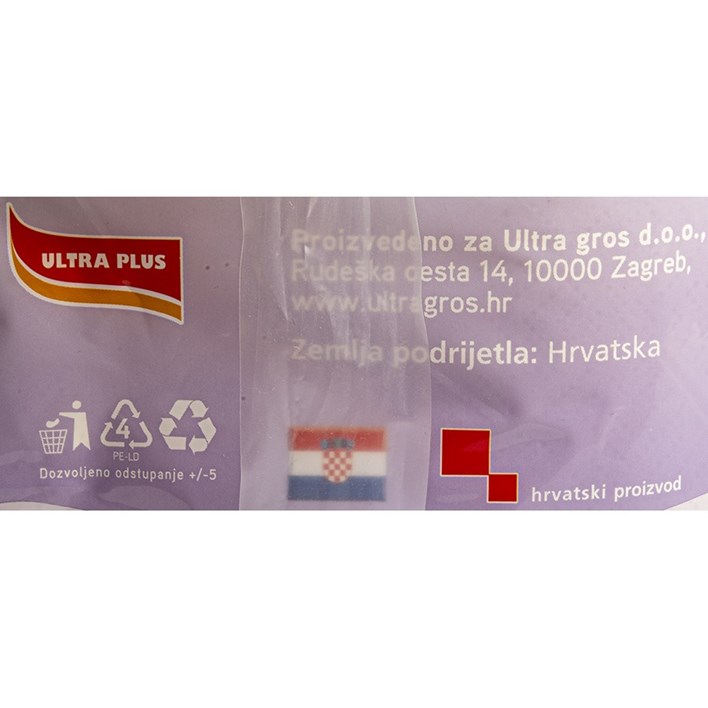 ULTRA PLUS
Proizvedeno za Ultra gros d.o.o.,
Rudeška cesta 14, 10000 Zagreb,
www.ultragros.hr
Zemlja podrijetla: Hrvatska
4
PE-LD
Dozvoljeno odstupanje +/-5
hrvatski proizvod